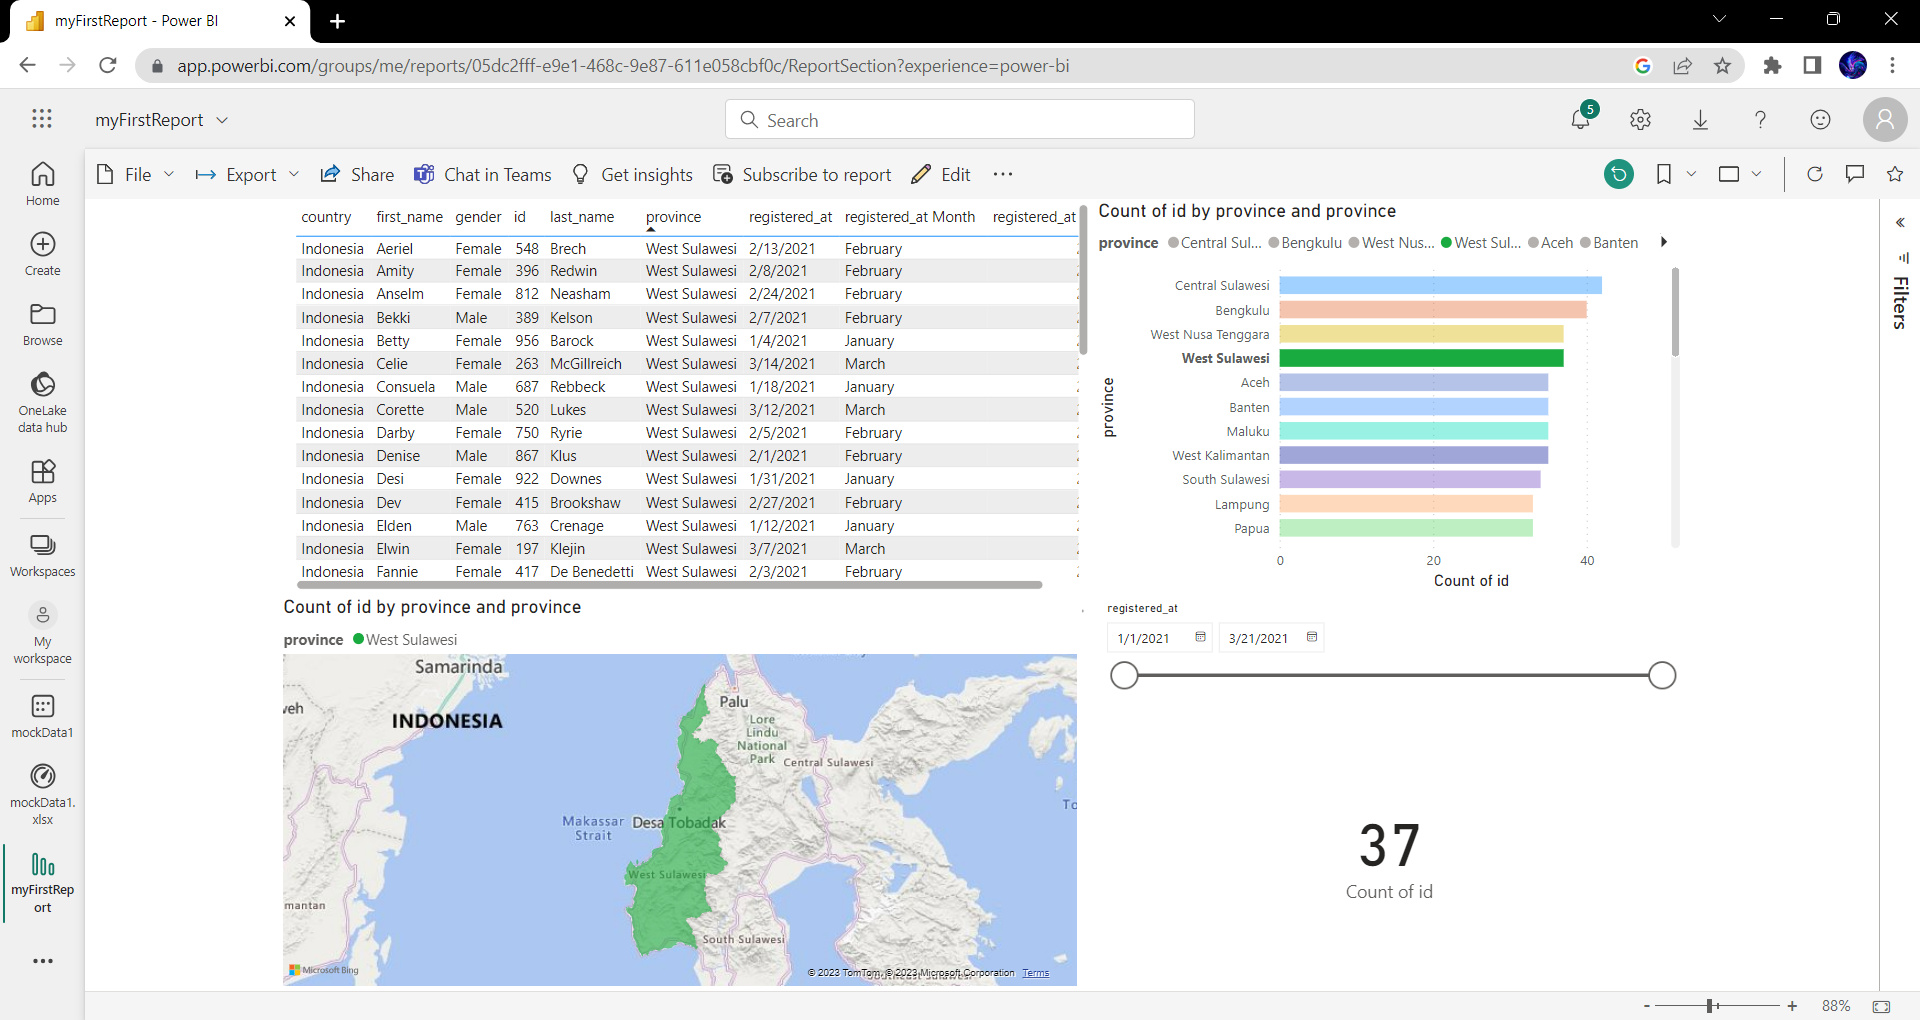 myFirstReport - Power BI
app.powerbi.com/groups/me/reports/05dc2fff-e9e1-468c-9e87-611e058cbf0c/ReportSection?experience=power-bi
myFirstReport
Search
5
File Export Share Chat in Teams Get insights Subscribe to report Edit
Home
Create
Browse
OneLake
data hub
Apps
Workspaces
My
workspace
mockData1
mockData1.
xlsx
myFirstRep
ort
country first_name gender id last_name province registered_at registered_at Month registered_at
Indonesia Aeriel Female 548 Brech West Sulawesi 2/13/2021 February
Indonesia Amity Female 396 Redwin West Sulawesi 2/8/2021 February
Indonesia Anselm Female 812 Neasham West Sulawesi 2/24/2021 February
Indonesia Bekki Male 389 Kelson West Sulawesi 2/7/2021 February
Indonesia Betty Female 956 Barock West Sulawesi 1/4/2021 January
Indonesia Celie Female 263 McGillreich West Sulawesi 3/14/2021 March
Indonesia Consuela Male 687 Rebbeck West Sulawesi 1/18/2021 January
Indonesia Corette Male 520 Lukes West Sulawesi 3/12/2021 March
Indonesia Darby Female 750 Ryrie West Sulawesi 2/5/2021 February
Indonesia Denise Male 867 Klus West Sulawesi 2/1/2021 February
Indonesia Desi Female 922 Downes West Sulawesi 1/31/2021 January
Indonesia Dev Female 415 Brookshaw West Sulawesi 2/27/2021 February
Indonesia Elden Male 763 Crenage West Sulawesi 1/12/2021 January
Indonesia Elwin Female 197 Klejin West Sulawesi 3/7/2021 March
Indonesia Fannie Female 417 De Benedetti West Sulawesi 2/3/2021 February
Count of id by province and province
province Central Sul... Bengkulu West Nus... West Sul... Aceh Banten
province
Central Sulawesi
Bengkulu
West Nusa Tenggara
West Sulawesi
Aceh
Banten
Maluku
West Kalimantan
South Sulawesi
Lampung
Papua
0 20 40
Count of id
Filters
Count of id by province and province
province West Sulawesi
Samarinda
veh
INDONESIA
Palu
Lore
Lindu
National
Park
Central Sulawesi
To
Makassar
Strait
Desa Tobadak
West Sulawesi
mantan
South Sulawesi
Microsoft Bing
© 2023 TomTom, © 2023 Microsoft Corporation Terms
registered_at
1/1/2021 3/21/2021
37
Count of id
- + 88%